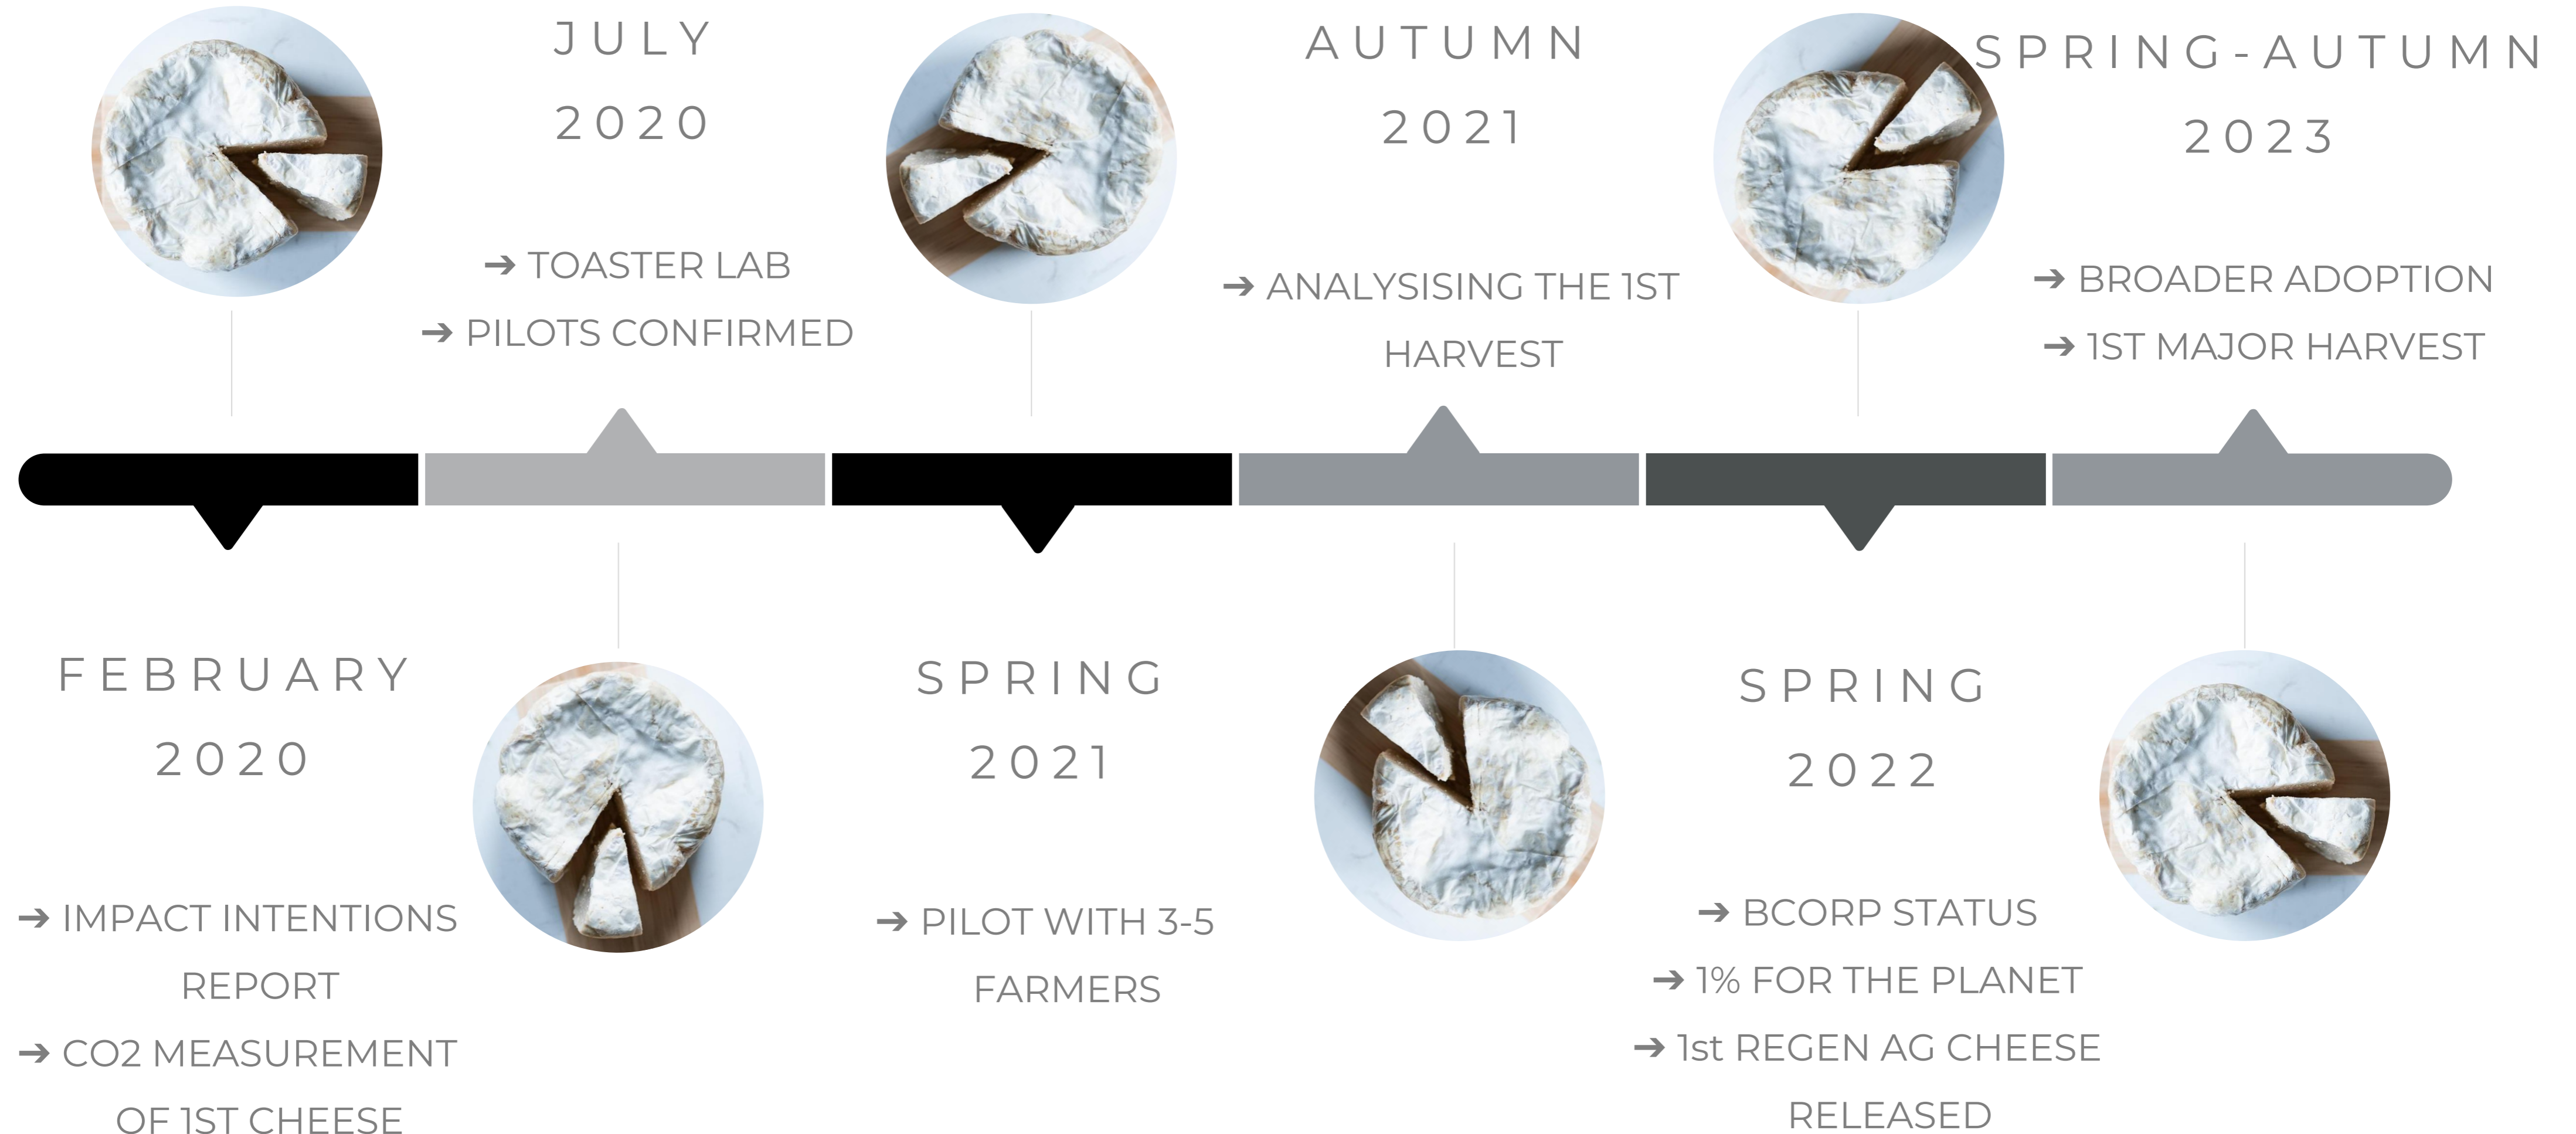 FEBRUARY
2020
➔ IMPACT INTENTIONS
REPORT
➔ CO2 MEASUREMENT
OF 1ST CHEESE
JULY
2020
➔ TOASTER LAB
➔ PILOTS CONFIRMED
SPRING
2021
➔ PILOT WITH 3-5
FARMERS
AUTUMN
2021
➔ ANALYSISING THE 1ST
HARVEST
SPRING
2022
➔ BCORP STATUS
➔ 1% FOR THE PLANET
➔ 1st REGEN AG CHEESE
RELEASED
SPRING-AUTUMN
2023
➔ BROADER ADOPTION
➔ 1ST MAJOR HARVEST